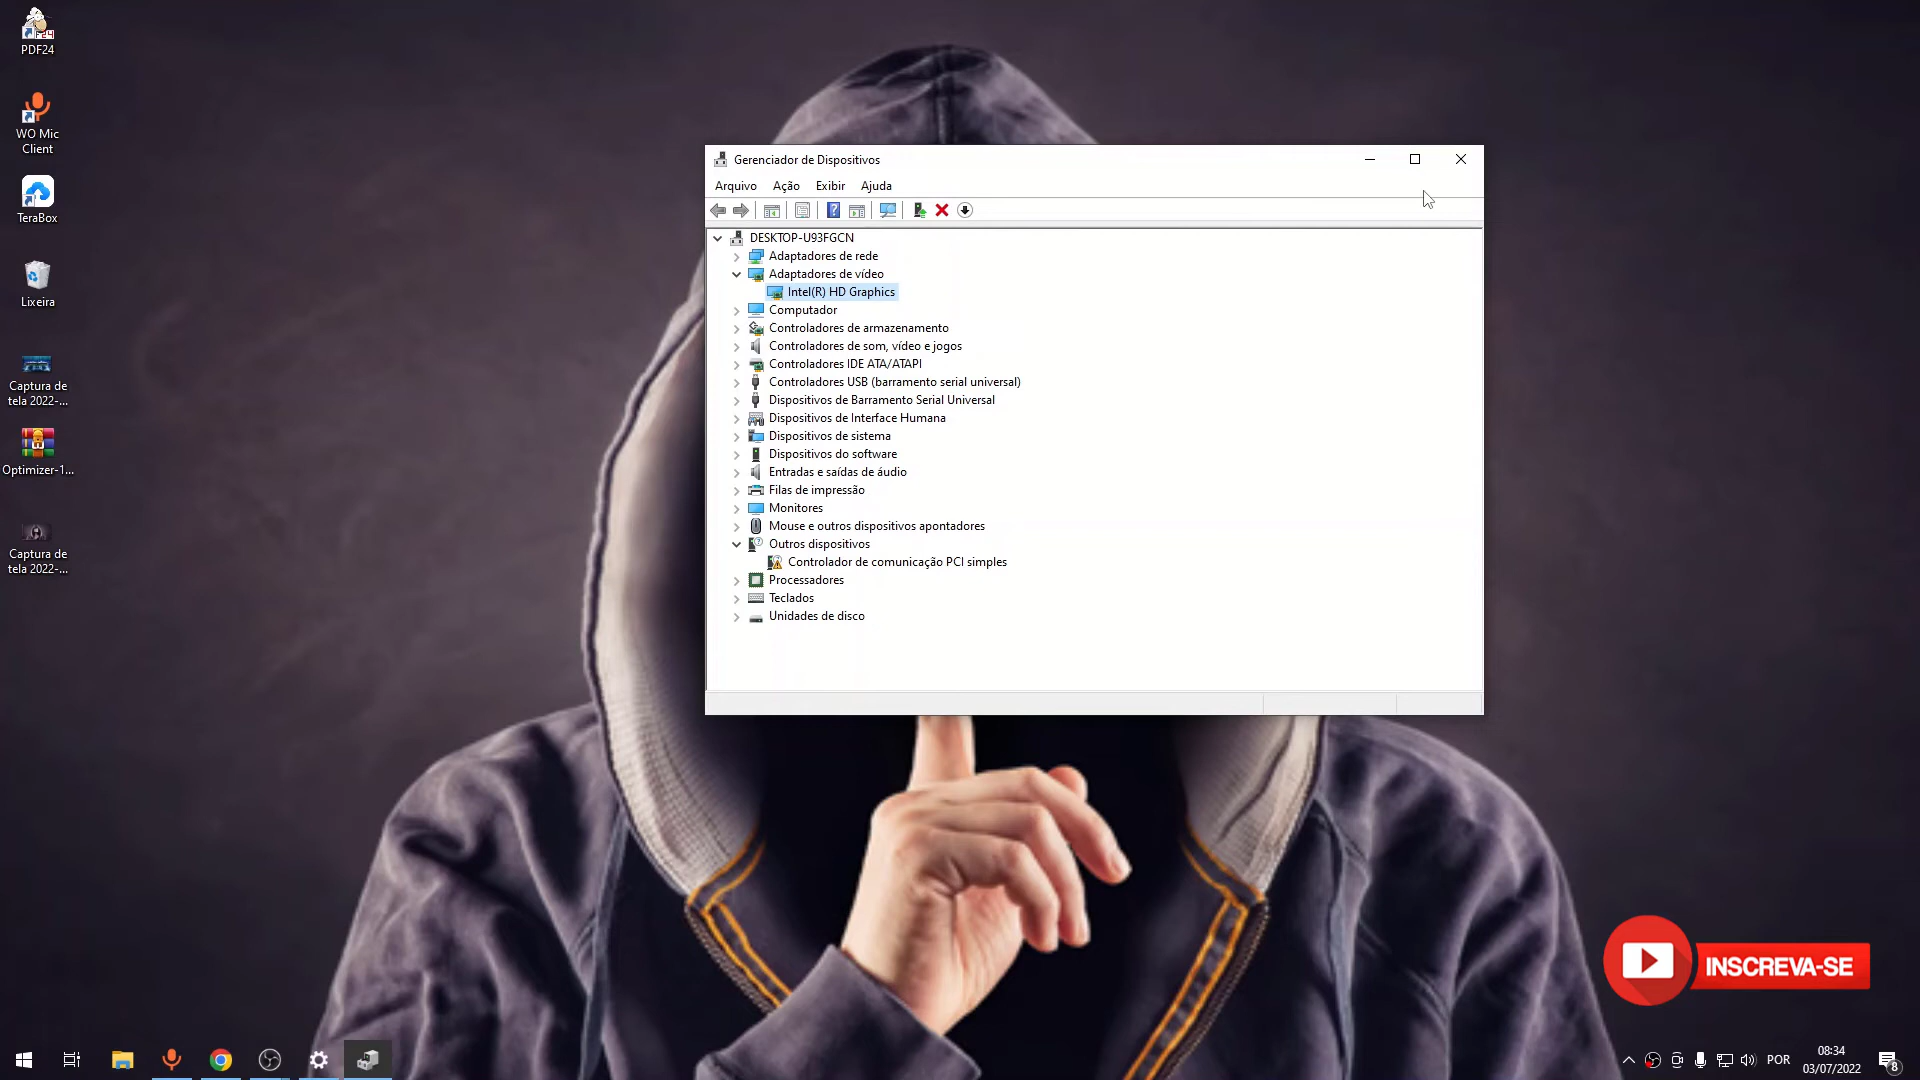 PDF24
WO Mic
Client
TeraBox
Lixeira
Captura de
tela 2022-...
Optimizer-1...
Captura de
tela 2022-...
Gerenciador de Dispositivos
Arquivo Ação Exibir Ajuda
DESKTOP-U93FGCN
Adaptadores de rede
Adaptadores de vídeo
Intel(R) HD Graphics
Computador
Controladores de armazenamento
Controladores de som, vídeo e jogos
Controladores IDE ATA/ATAPI
Controladores USB (barramento serial universal)
Dispositivos de Barramento Serial Universal
Dispositivos de Interface Humana
Dispositivos de sistema
Dispositivos do software
Entradas e saídas de áudio
Filas de impressão
Monitores
Mouse e outros dispositivos apontadores
Outros dispositivos
Controlador de comunicação PCI simples
Processadores
Teclados
Unidades de disco
INSCREVA-SE
POR
08:34
03/07/2022
8